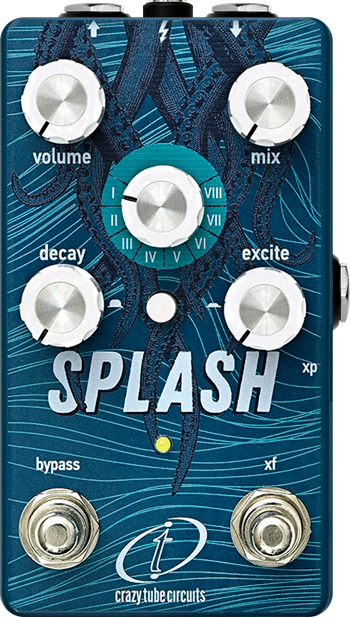 volume
mix
I
VIII
II
VII
III
VI
IV
V
decay
excite
SPLASH
xp
bypass
xf
crazy tube circuits